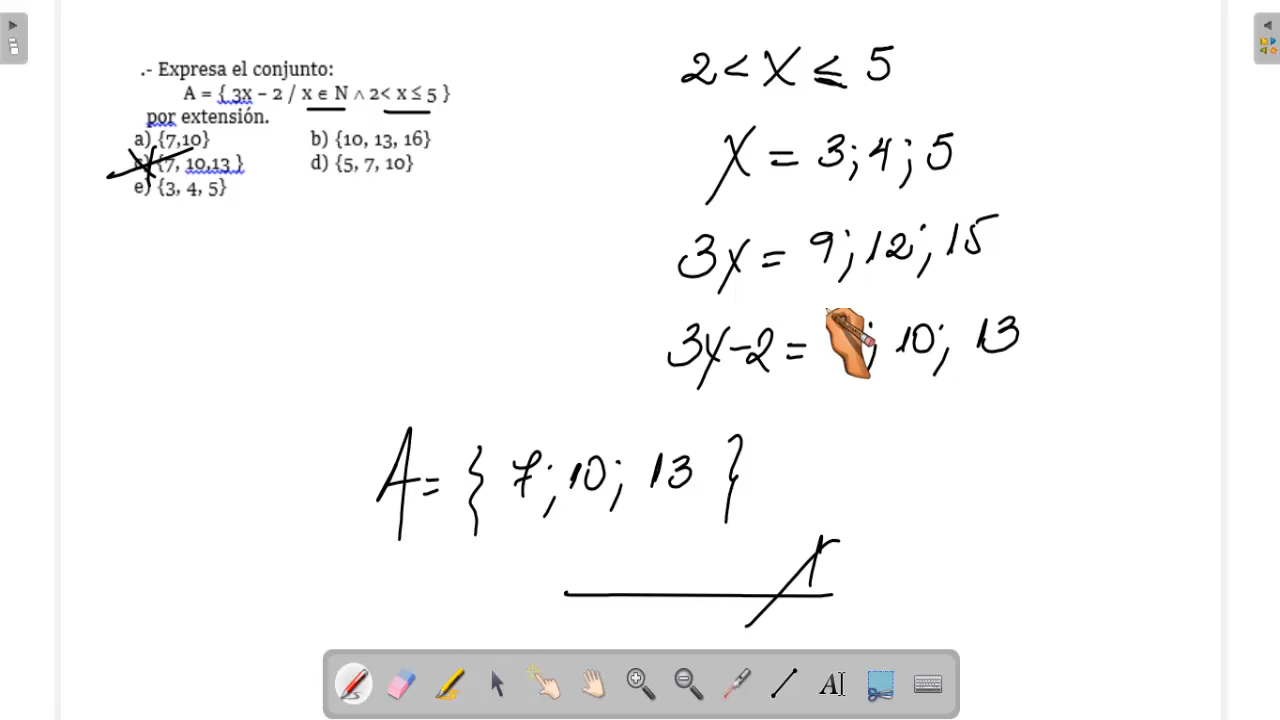 .- Expresa el conjunto:
A = { 3x – 2 / x ∈ N ∧ 2< x ≤ 5 }
por extensión.
a) {7,10} b) {10, 13, 16}
c) {7, 10,13 } d) {5, 7, 10}
e) {3, 4, 5}
2 < X ≤ 5
X = 3; 4; 5
3X = 9; 12; 15
3X-2 = ; 10; 13
A = { 7; 10; 13 }